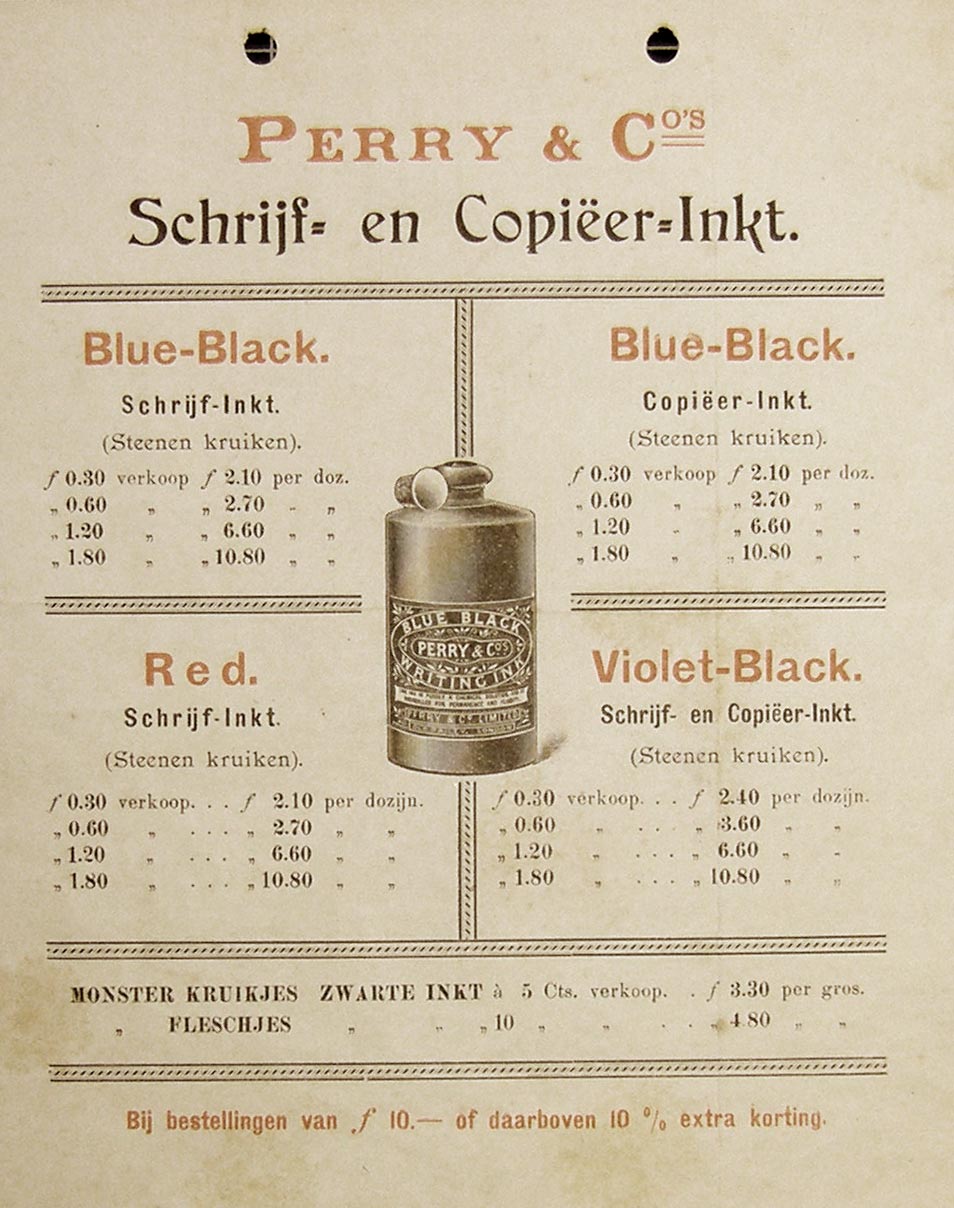 PERRY & CO'S
Schrijf- en Copiëer-Inkt.
Blue-Black.
Schrijf-Inkt.
(Steenen kruiken).
ƒ 0.30 verkoop ƒ 2.10 per doz.
„ 0.60 „ „ 2.70 „ „
„ 1.20 „ „ 6.60 „ „
„ 1.80 „ „ 10.80 „ „
Blue-Black.
Copiëer-Inkt.
(Steenen kruiken).
ƒ 0.30 verkoop ƒ 2.10 per doz.
„ 0.60 „ „ 2.70 „ „
„ 1.20 „ „ 6.60 „ „
„ 1.80 „ „ 10.80 „ „
BLUE BLACK
PERRY & CO'S
WRITING INK
PERRY & CO LIMITED
LONDON
Red.
Schrijf-Inkt.
(Steenen kruiken).
ƒ 0.30 verkoop. . . ƒ 2.10 per dozijn.
„ 0.60 „ . . . „ 2.70 „ „
„ 1.20 „ . . . „ 6.60 „ „
„ 1.80 „ . . . „ 10.80 „ „
Violet-Black.
Schrijf- en Copiëer-Inkt.
(Steenen kruiken).
ƒ 0.30 verkoop. . . ƒ 2.40 per dozijn.
„ 0.60 „ . . . „ 3.60 „ „
„ 1.20 „ . . . „ 6.60 „ „
„ 1.80 „ . . . „ 10.80 „ „
MONSTER KRUIKJES ZWARTE INKT à 5 Cts. verkoop. . ƒ 3.30 per gros.
„ FLESCHJES „ „ „ 10 „ „ . . „ 4.80 „ „
Bij bestellingen van ƒ 10.— of daarboven 10 % extra korting.